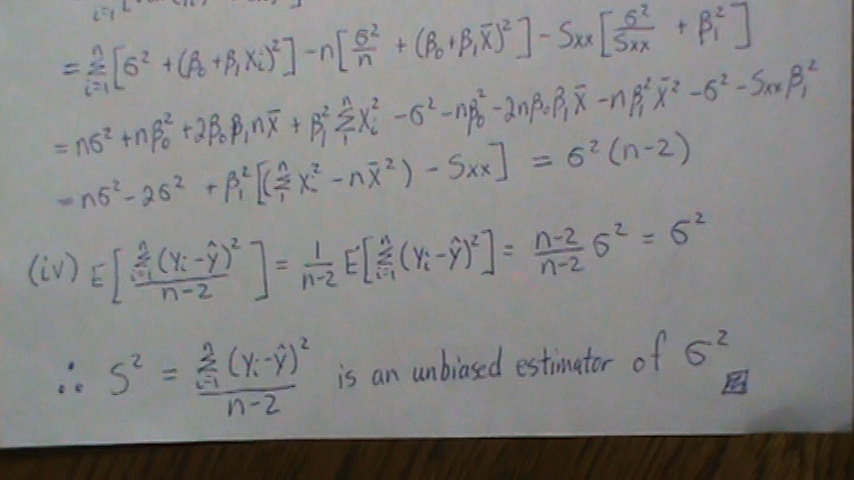 i=1
= Σ_{i=1}^{n} [σ² + (β₀ + β₁xᵢ)²] - n[σ²/n + (β₀+β₁x̄)²] - Sxx[σ²/Sxx + β₁²]
= nσ² + nβ₀² + 2β₀β₁nx̄ + β₁² Σ_{1}^{n} xᵢ² - σ² - nβ₀² - 2nβ₀β₁x̄ - nβ₁²x̄² - σ² - Sxxβ₁²
= nσ² - 2σ² + β₁²[(Σ_{1}^{n} xᵢ² - nx̄²) - Sxx] = σ²(n-2)
(iv) E[Σ_{i=1}^{n}(Yᵢ-ŷ)²/(n-2)] = 1/(n-2) E[Σ_{i=1}^{n}(Yᵢ-ŷ)²] = (n-2)/(n-2) σ² = σ²
∴ S² = Σ_{i=1}^{n}(Yᵢ-ŷ)²/(n-2) is an unbiased estimator of σ²